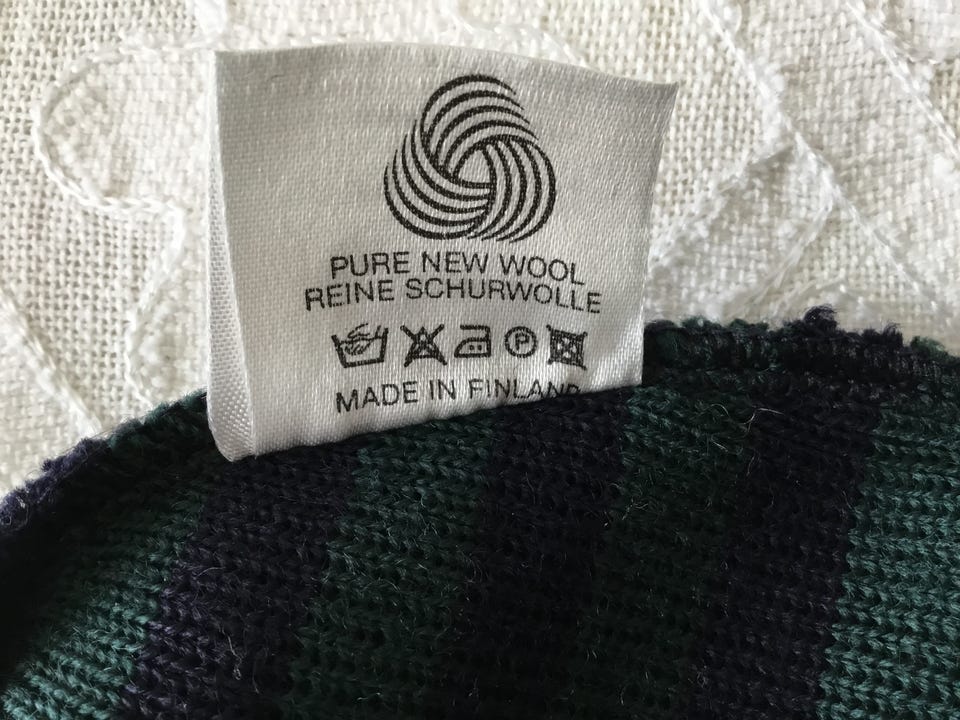 PURE NEW WOOL
REINE SCHURWOLLE
P
MADE IN FINLAND